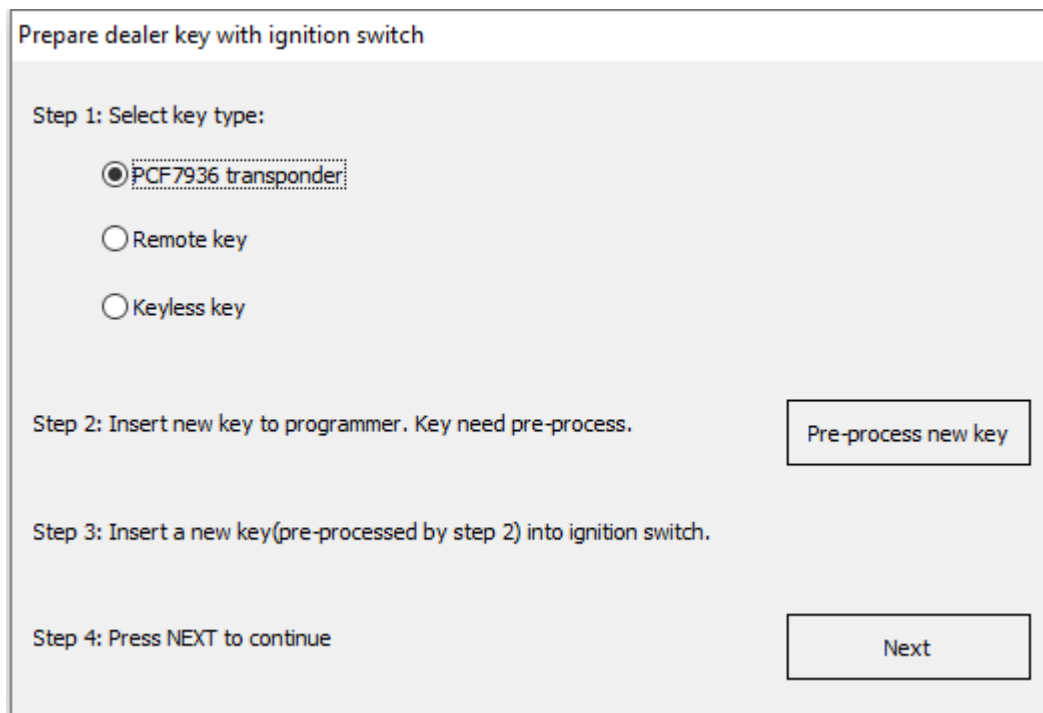 Prepare dealer key with ignition switch
Step 1: Select key type:
PCF7936 transponder
Remote key
Keyless key
Step 2: Insert new key to programmer. Key need pre-process.
Pre-process new key
Step 3: Insert a new key(pre-processed by step 2) into ignition switch.
Step 4: Press NEXT to continue
Next